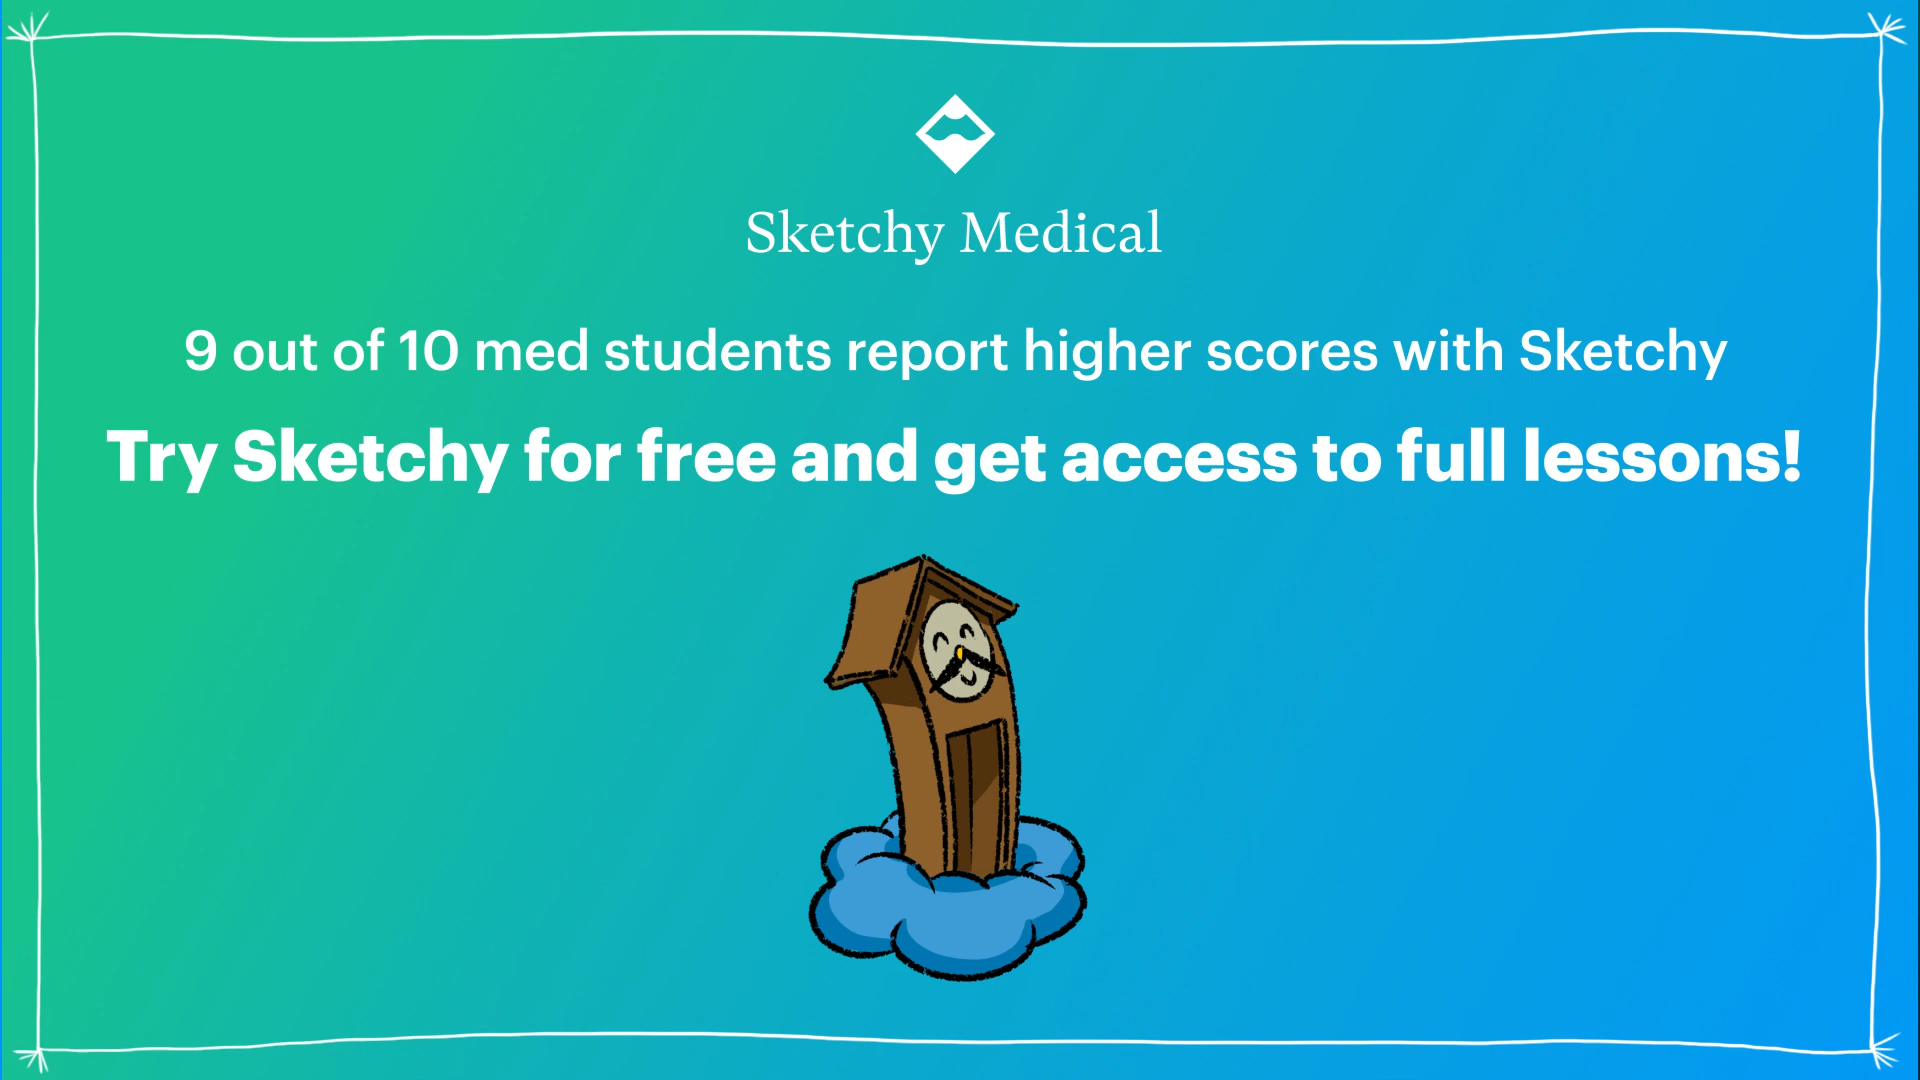 Sketchy Medical
9 out of 10 med students report higher scores with Sketchy
Try Sketchy for free and get access to full lessons!